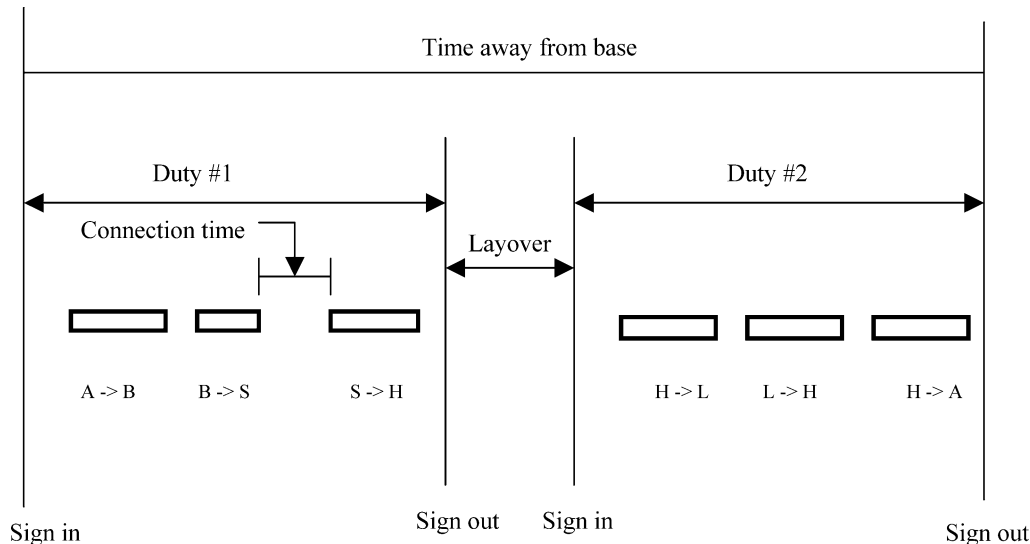 Time away from base
Duty #1
Duty #2
Connection time
Layover
A -> B
B -> S
S -> H
H -> L
L -> H
H -> A
Sign in
Sign out
Sign in
Sign out